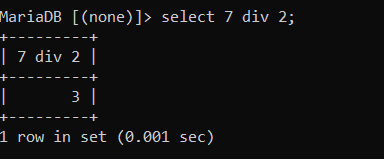 MariaDB [(none)]> select 7 div 2;
+---------+
| 7 div 2 |
+---------+
|       3 |
+---------+
1 row in set (0.001 sec)